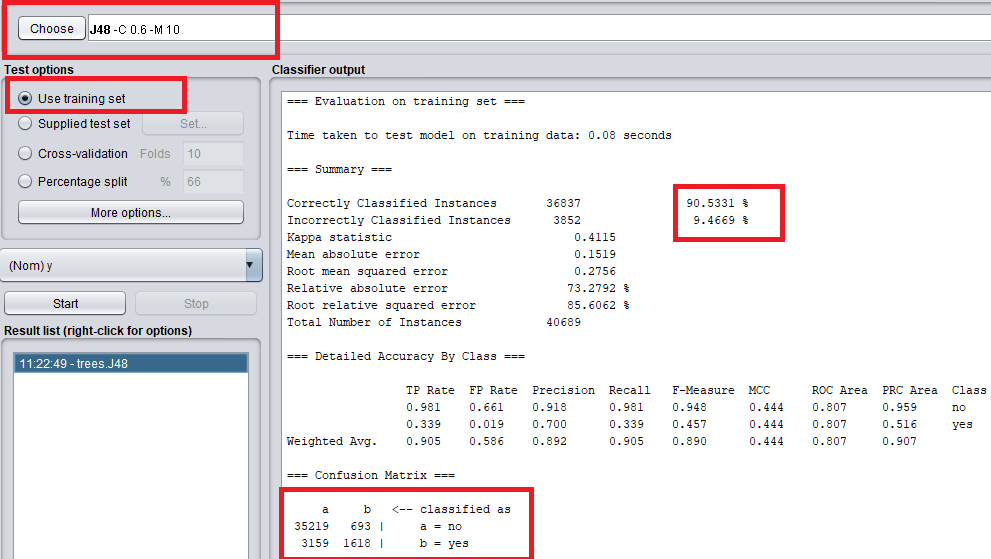 Choose J48 -C 0.6 -M 10
Test options
Use training set
Supplied test set Set...
Cross-validation Folds 10
Percentage split % 66
More options...
(Nom) y
Start Stop
Result list (right-click for options)
11:22:49 - trees.J48
Classifier output
=== Evaluation on training set ===
Time taken to test model on training data: 0.08 seconds
=== Summary ===
Correctly Classified Instances 36837 90.5331 %
Incorrectly Classified Instances 3852 9.4669 %
Kappa statistic 0.4115
Mean absolute error 0.1519
Root mean squared error 0.2756
Relative absolute error 73.2792 %
Root relative squared error 85.6062 %
Total Number of Instances 40689
=== Detailed Accuracy By Class ===
TP Rate FP Rate Precision Recall F-Measure MCC ROC Area PRC Area Class
0.981 0.661 0.918 0.981 0.948 0.444 0.807 0.959 no
0.339 0.019 0.700 0.339 0.457 0.444 0.807 0.516 yes
Weighted Avg. 0.905 0.586 0.892 0.905 0.890 0.444 0.807 0.907
=== Confusion Matrix ===
a b <-- classified as
35219 693 | a = no
3159 1618 | b = yes